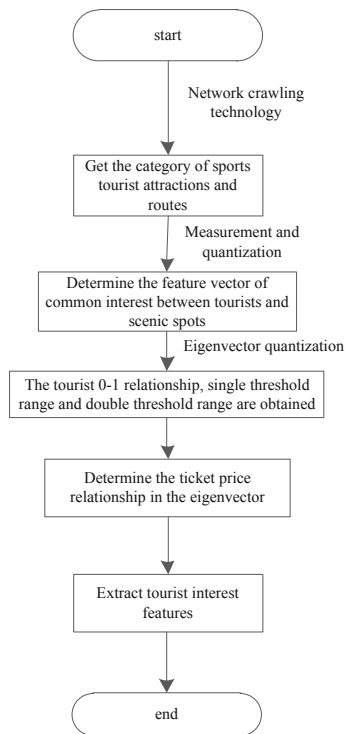 start
Network crawling
technology
Get the category of sports
tourist attractions and
routes
Measurement and
quantization
Determine the feature vector of
common interest between tourists and
scenic spots
Eigenvector quantization
The tourist 0-1 relationship, single threshold
range and double threshold range are obtained
Determine the ticket price
relationship in the eigenvector
Extract tourist interest
features
end